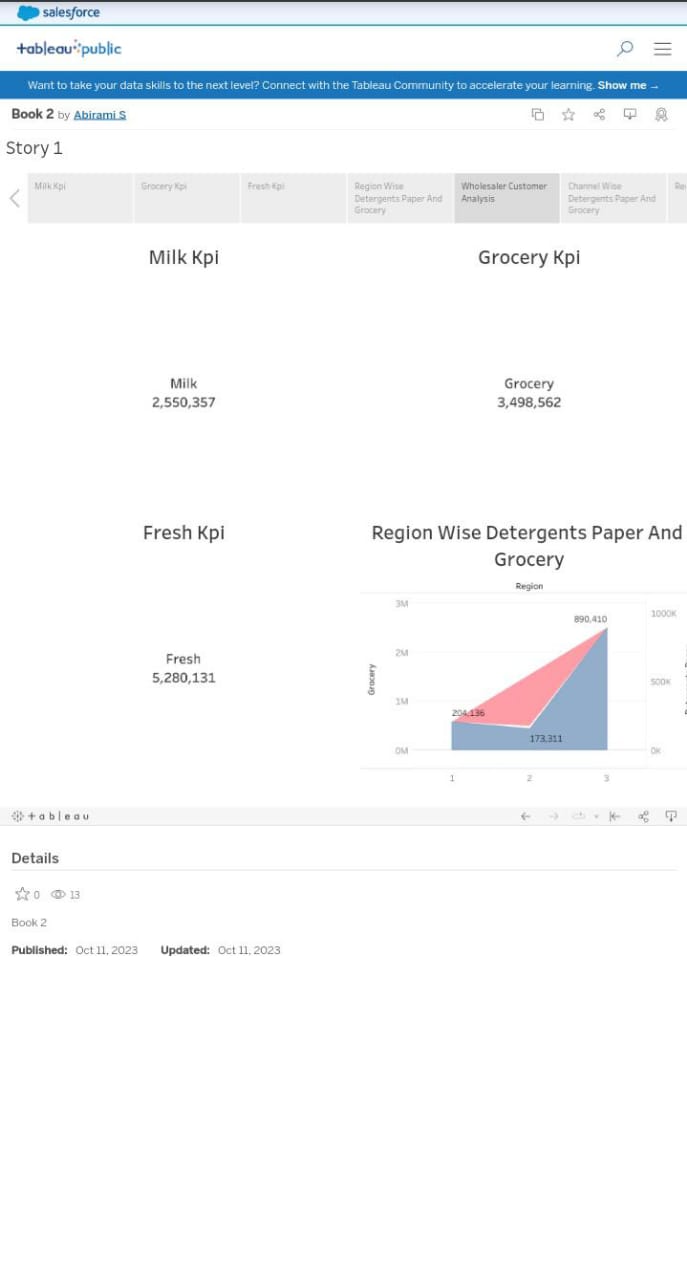 salesforce
+ableau public
Want to take your data skills to the next level? Connect with the Tableau Community to accelerate your learning. Show me →
Book 2 by Abirami S
Story 1
Milk Kpi
Grocery Kpi
Fresh Kpi
Region Wise
Detergents Paper And
Grocery
Wholesaler Customer
Analysis
Channel Wise
Detergents Paper And
Grocery
Milk Kpi
Grocery Kpi
Milk
2,550,357
Grocery
3,498,562
Fresh Kpi
Region Wise Detergents Paper And
Grocery
Fresh
5,280,131
Region
3M
2M
1M
0M
Grocery
890,410
204,136
173,311
1000K
500K
0K
1
2
3
+ableau
Details
0
13
Book 2
Published: Oct 11, 2023 Updated: Oct 11, 2023